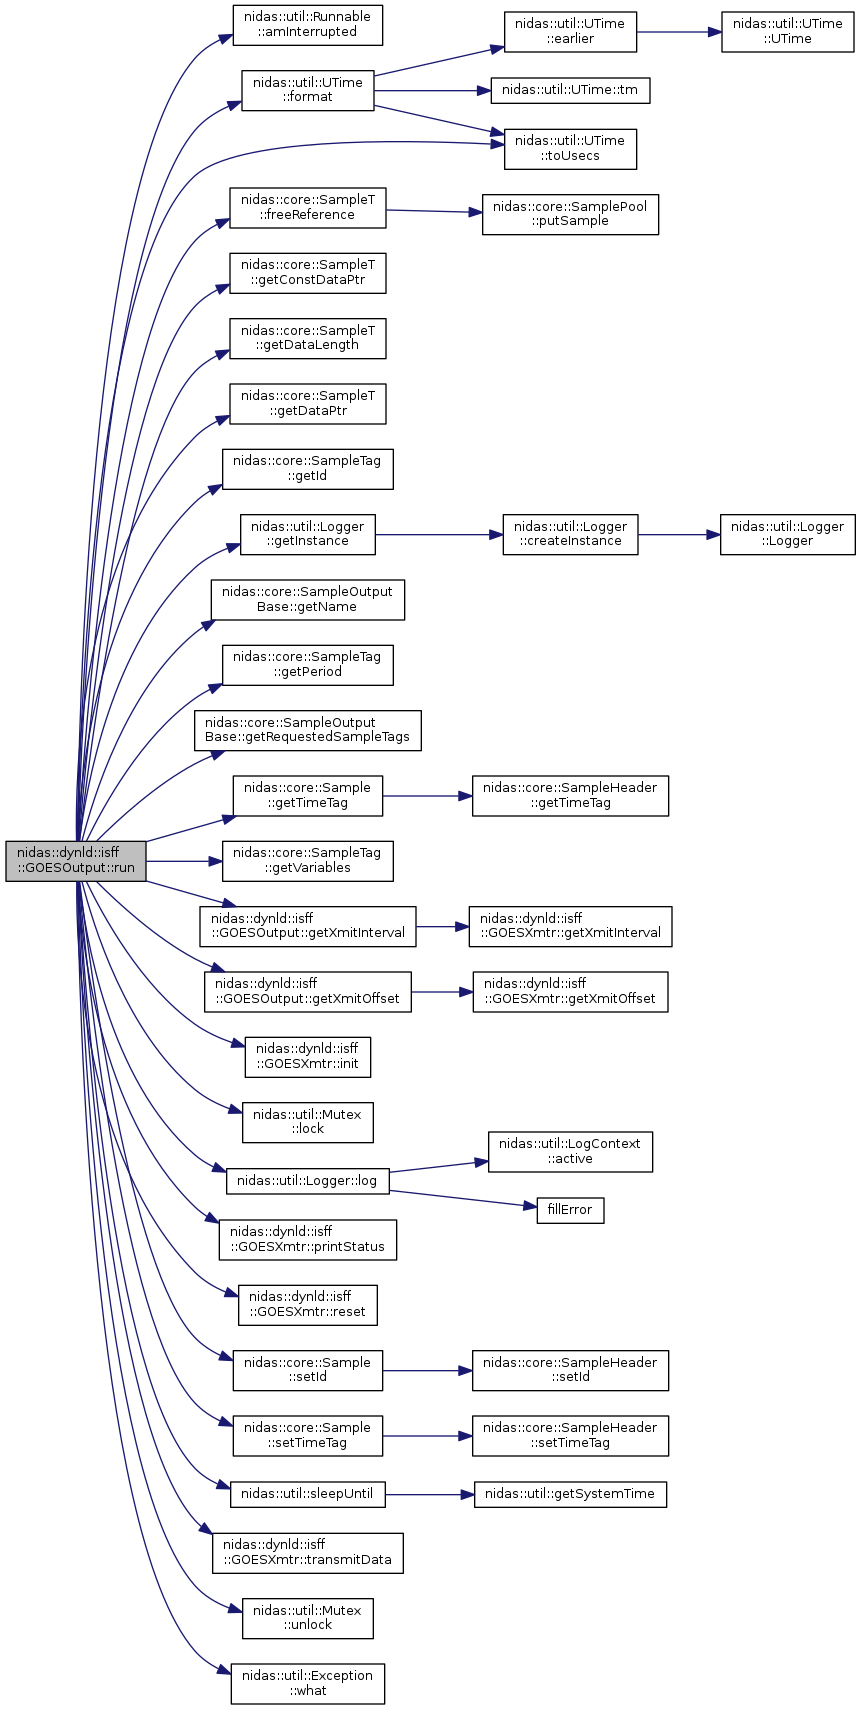 nidas::util::Runnable
::amInterrupted
nidas::util::UTime
::format
nidas::util::UTime
::earlier
nidas::util::UTime
::UTime
nidas::util::UTime::tm
nidas::util::UTime
::toUsecs
nidas::core::SampleT
::freeReference
nidas::core::SamplePool
::putSample
nidas::core::SampleT
::getConstDataPtr
nidas::core::SampleT
::getDataLength
nidas::core::SampleT
::getDataPtr
nidas::core::SampleTag
::getId
nidas::util::Logger
::getInstance
nidas::util::Logger
::createInstance
nidas::util::Logger
::Logger
nidas::core::SampleOutput
Base::getName
nidas::core::SampleTag
::getPeriod
nidas::core::SampleOutput
Base::getRequestedSampleTags
nidas::core::Sample
::getTimeTag
nidas::core::SampleHeader
::getTimeTag
nidas::dynld::isff
::GOESOutput::run
nidas::core::SampleTag
::getVariables
nidas::dynld::isff
::GOESOutput::getXmitInterval
nidas::dynld::isff
::GOESXmtr::getXmitInterval
nidas::dynld::isff
::GOESOutput::getXmitOffset
nidas::dynld::isff
::GOESXmtr::getXmitOffset
nidas::dynld::isff
::GOESXmtr::init
nidas::util::Mutex
::lock
nidas::util::Logger::log
nidas::util::LogContext
::active
fillError
nidas::dynld::isff
::GOESXmtr::printStatus
nidas::dynld::isff
::GOESXmtr::reset
nidas::core::Sample
::setId
nidas::core::SampleHeader
::setId
nidas::core::Sample
::setTimeTag
nidas::core::SampleHeader
::setTimeTag
nidas::util::sleepUntil
nidas::util::getSystemTime
nidas::dynld::isff
::GOESXmtr::transmitData
nidas::util::Mutex
::unlock
nidas::util::Exception
::what